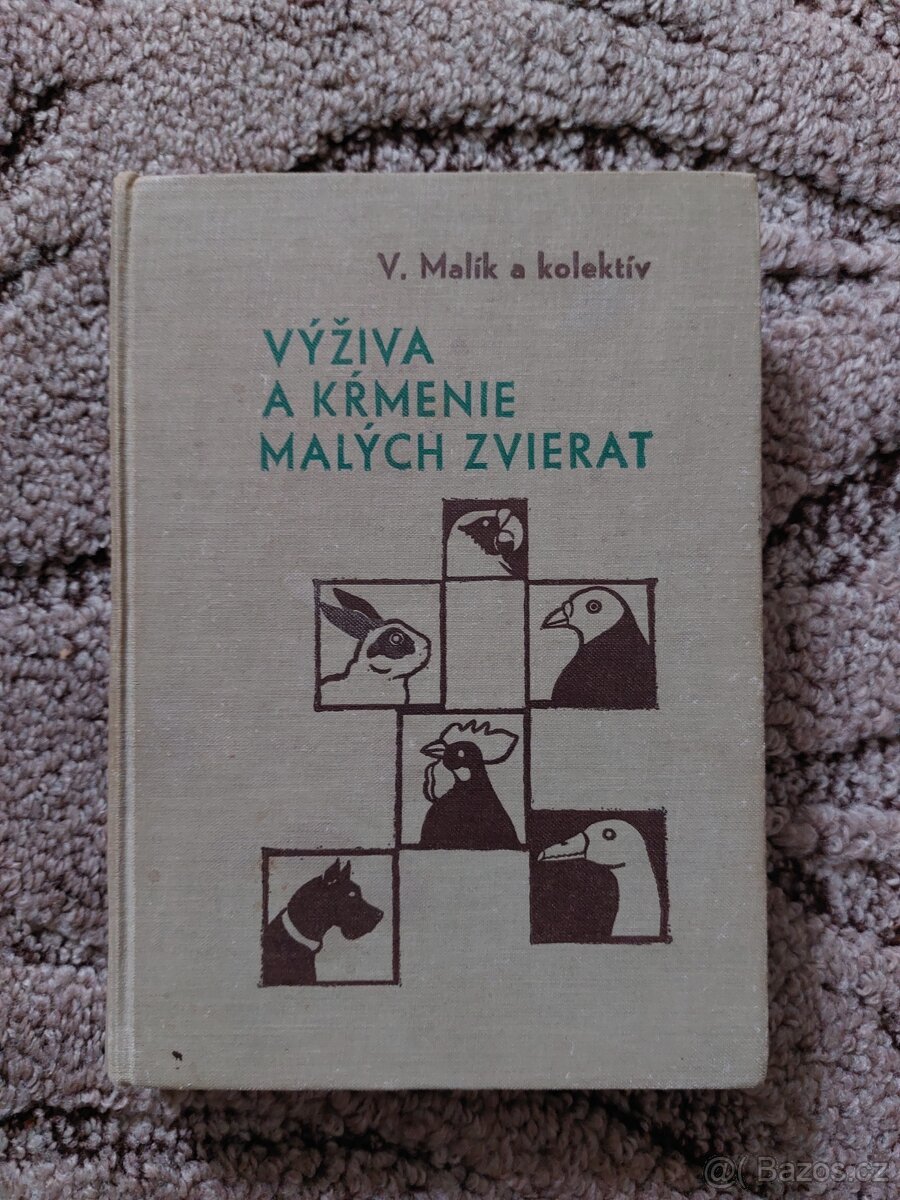 V. Malík a kolektív
VÝŽIVA
A KŔMENIE
MALÝCH ZVIERAT
@( Bazos.cz